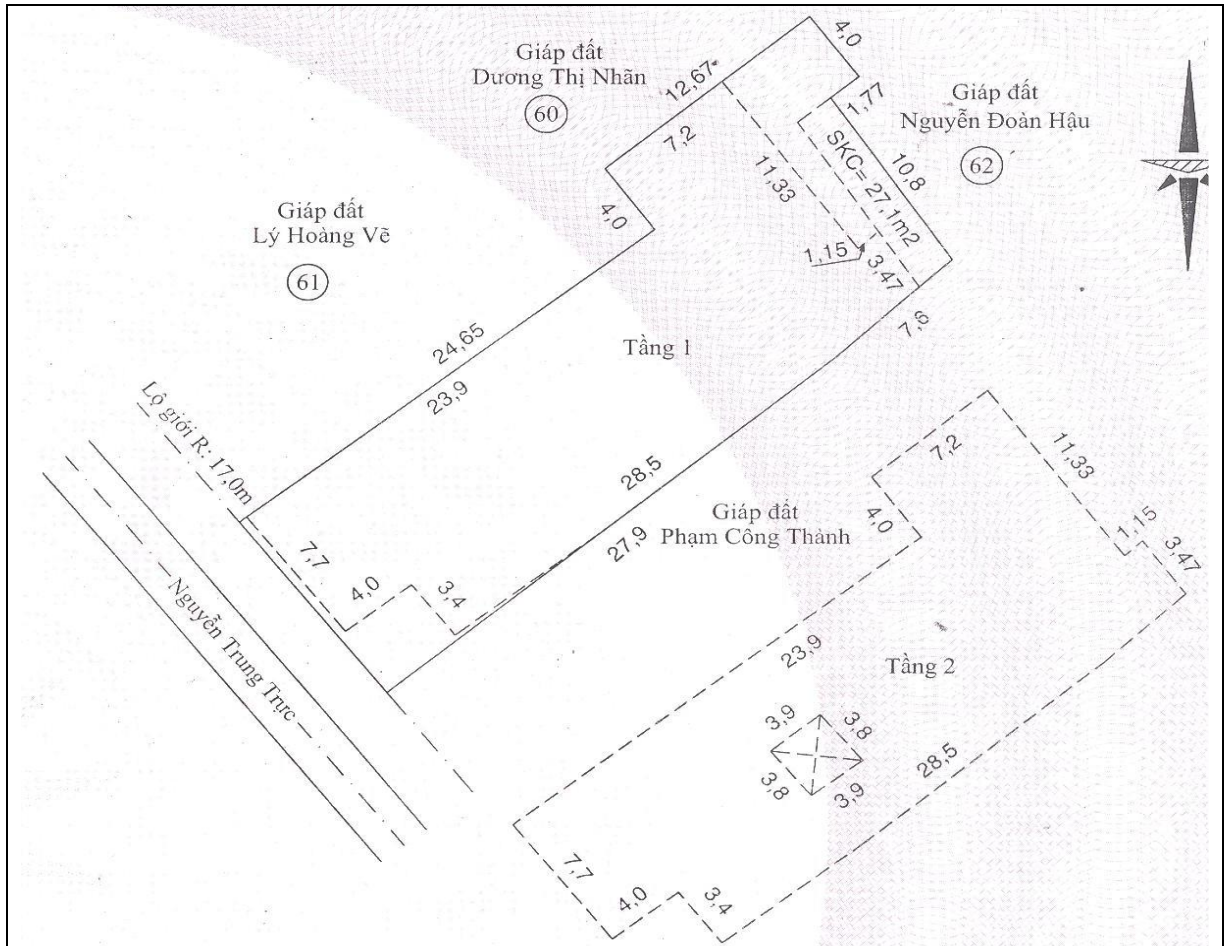 4,0
Giáp đất
Dương Thị Nhãn
60
12,67
1,77
Giáp đất
Nguyễn Đoàn Hậu
62
7,2
SKC= 27,1m2
10,8
11,33
Giáp đất
Lý Hoàng Vẽ
61
4,0
1,15
3,47
7,6
24,65
Tầng 1
23,9
Lộ giới R: 17,0m
28,5
27,9
Giáp đất
Phạm Công Thành
7,2
11,33
4,0
1,15
3,47
7,7
4,0
3,4
Nguyễn Trung Trực
23,9
Tầng 2
3,9
3,8
3,8
3,9
28,5
7,7
4,0
3,4